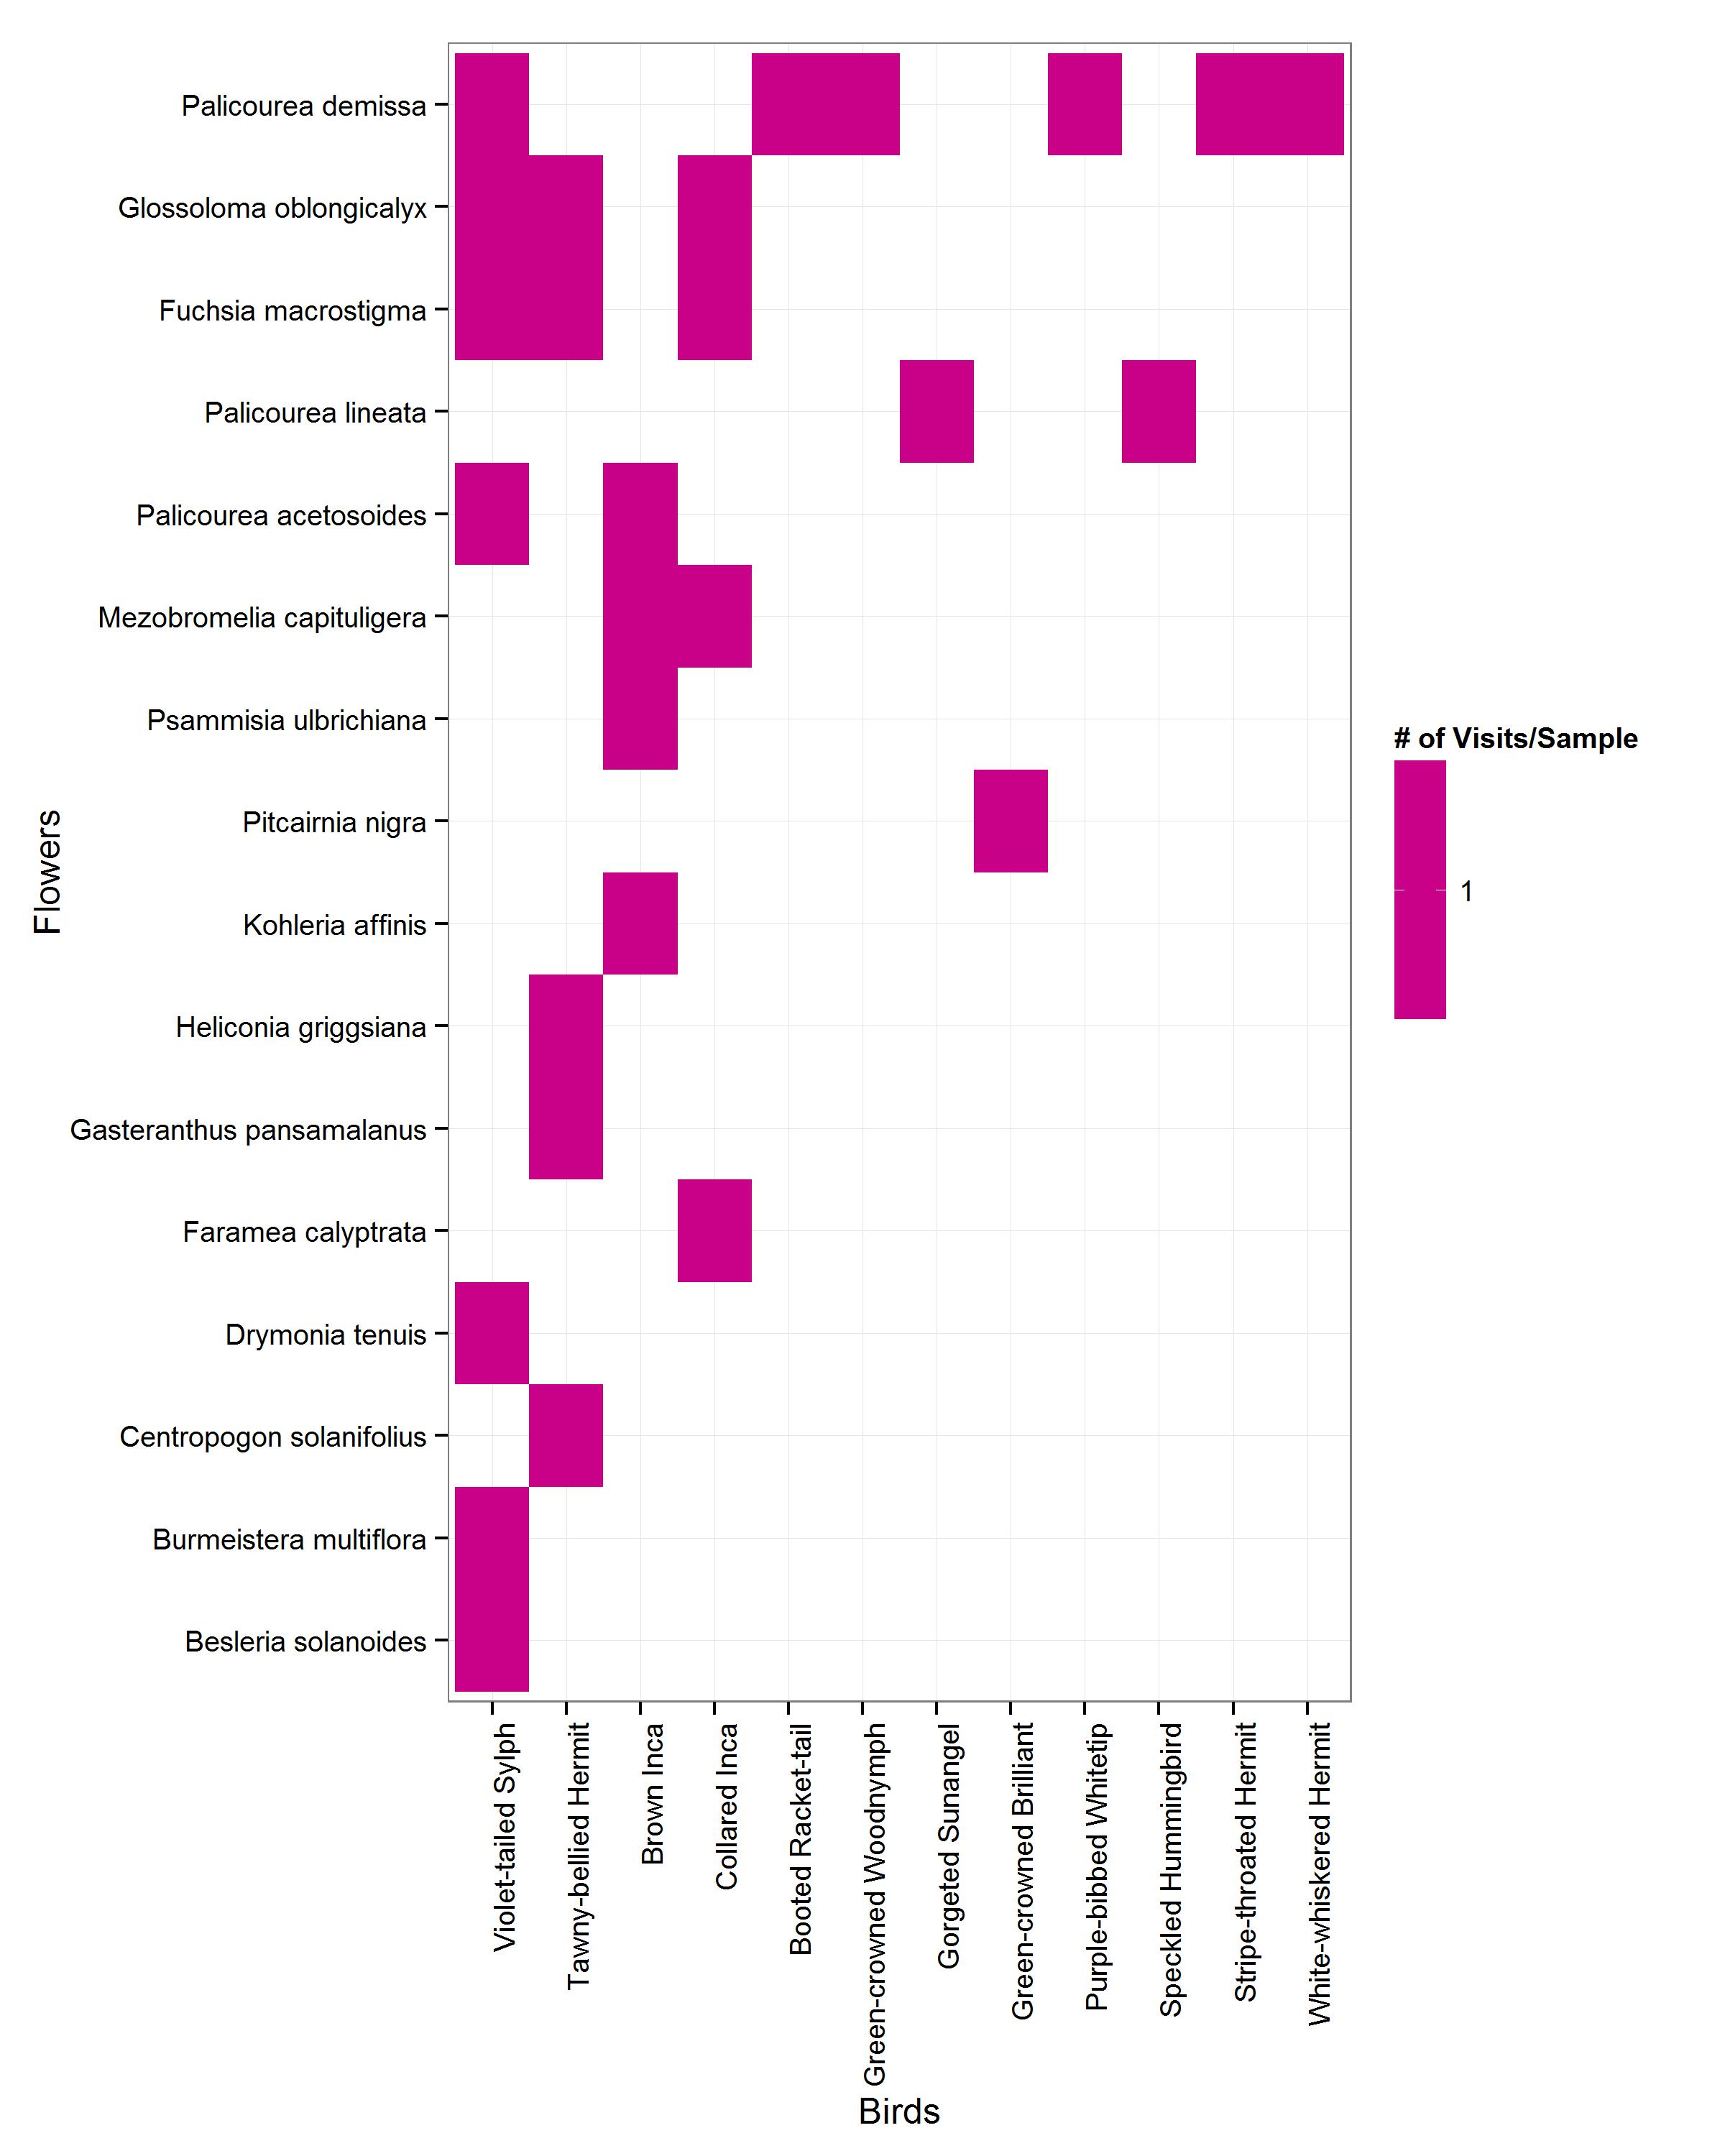 Palicourea demissa
Glossoloma oblongicalyx
Fuchsia macrostigma
Palicourea lineata
Palicourea acetosoides
Mezobromelia capituligera
Psammisia ulbrichiana
Pitcairnia nigra
Kohleria affinis
Heliconia griggsiana
Gasteranthus pansamalanus
Faramea calyptrata
Drymonia tenuis
Centropogon solanifolius
Burmeistera multiflora
Besleria solanoides
Flowers
Violet-tailed Sylph
Tawny-bellied Hermit
Brown Inca
Collared Inca
Booted Racket-tail
Green-crowned Woodnymph
Gorgeted Sunangel
Green-crowned Brilliant
Purple-bibbed Whitetip
Speckled Hummingbird
Stripe-throated Hermit
White-whiskered Hermit
Birds
# of Visits/Sample
1